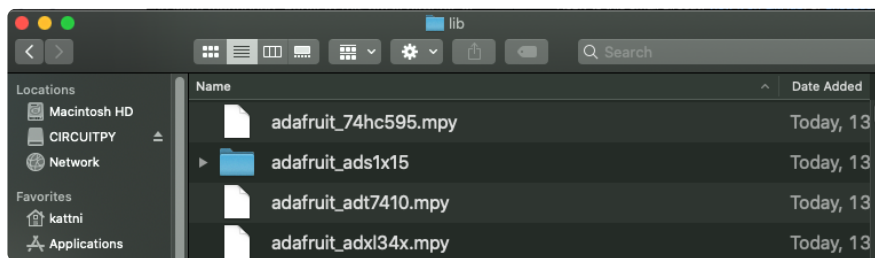 lib
Search
Locations
Macintosh HD
CIRCUITPY
Network
Favorites
kattni
Applications
Name Date Added
adafruit_74hc595.mpy Today, 13
adafruit_ads1x15 Today, 13
adafruit_adt7410.mpy Today, 13
adafruit_adxl34x.mpy Today, 13